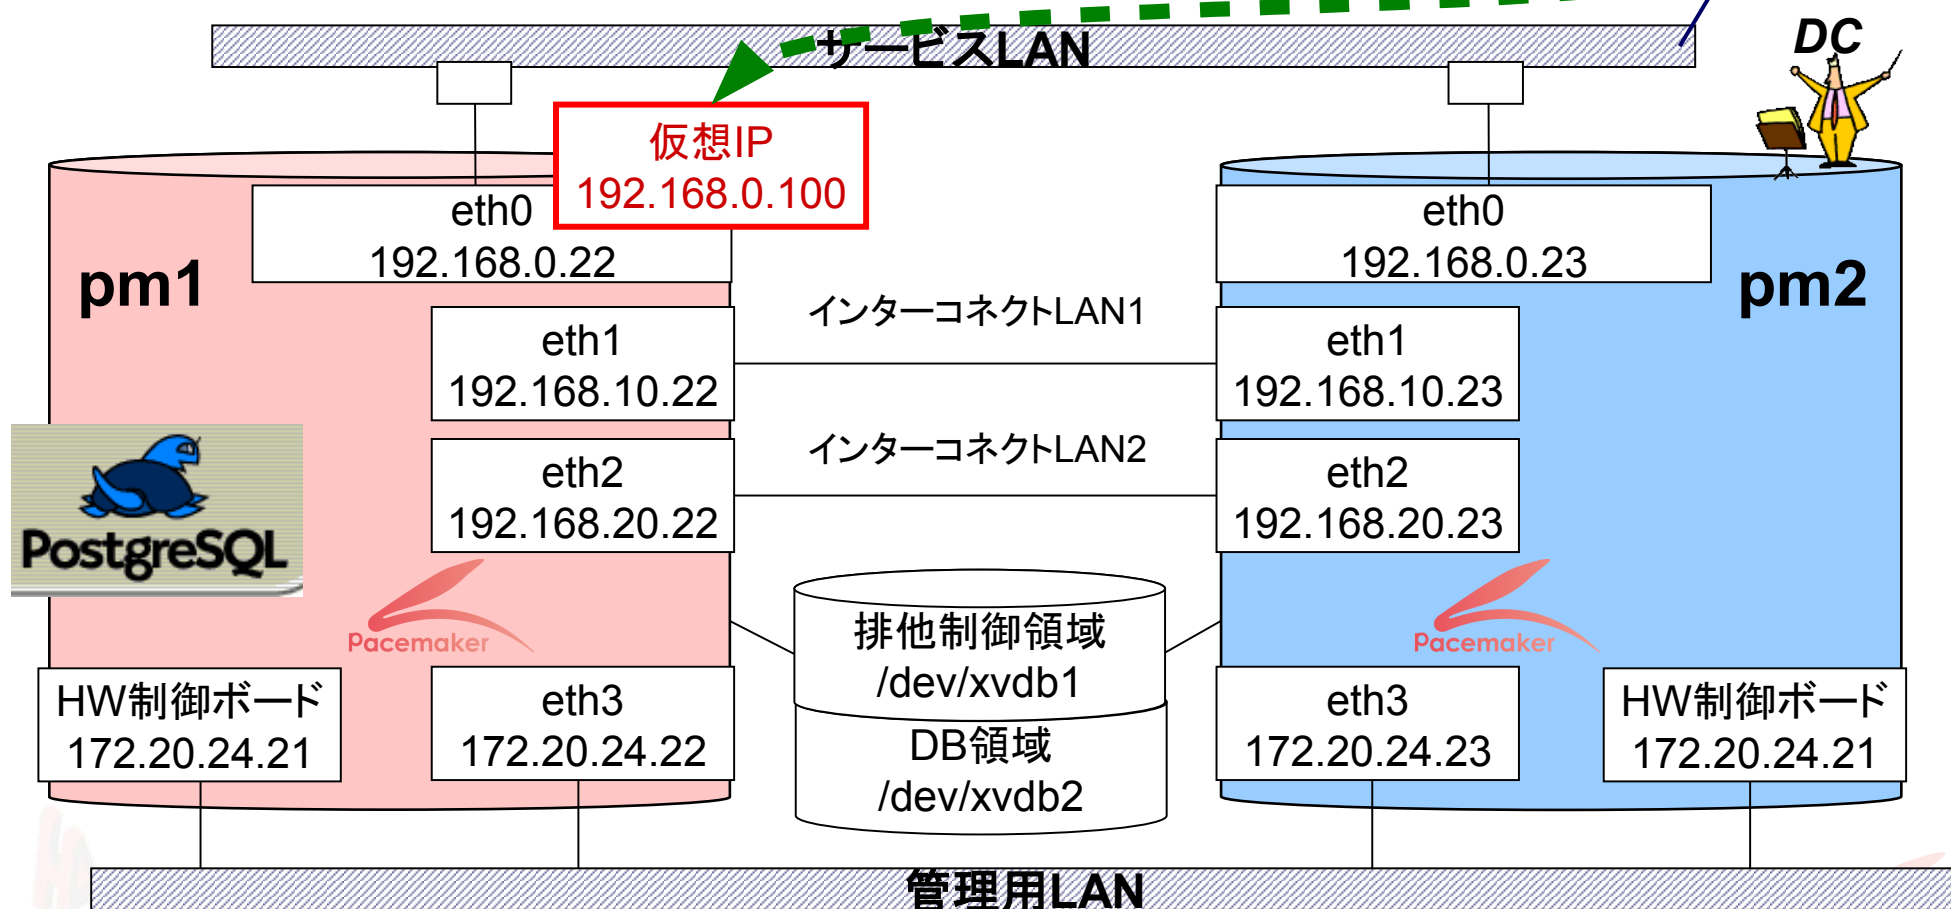 サービスLAN
DC
仮想IP
192.168.0.100
eth0
192.168.0.22
eth0
192.168.0.23
pm1
pm2
インターコネクトLAN1
eth1
192.168.10.22
eth1
192.168.10.23
インターコネクトLAN2
eth2
192.168.20.22
eth2
192.168.20.23
PostgreSQL
Pacemaker
Pacemaker
排他制御領域
/dev/xvdb1
HW制御ボード
172.20.24.21
eth3
172.20.24.22
DB領域
/dev/xvdb2
eth3
172.20.24.23
HW制御ボード
172.20.24.21
管理用LAN